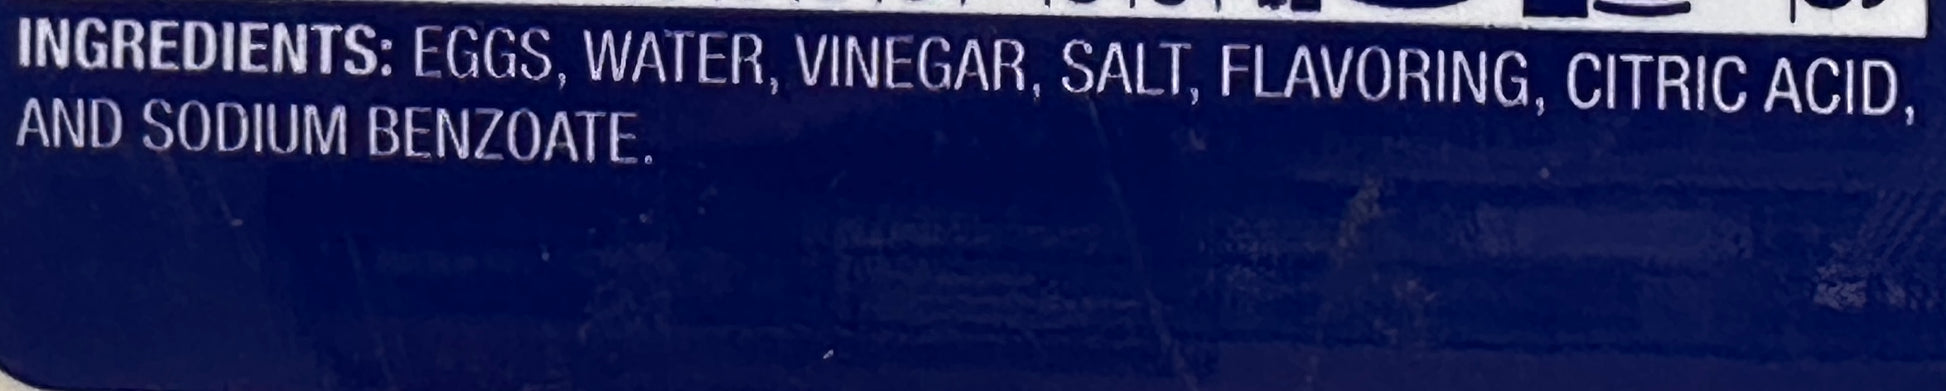 INGREDIENTS: EGGS, WATER, VINEGAR, SALT, FLAVORING, CITRIC ACID,
AND SODIUM BENZOATE.